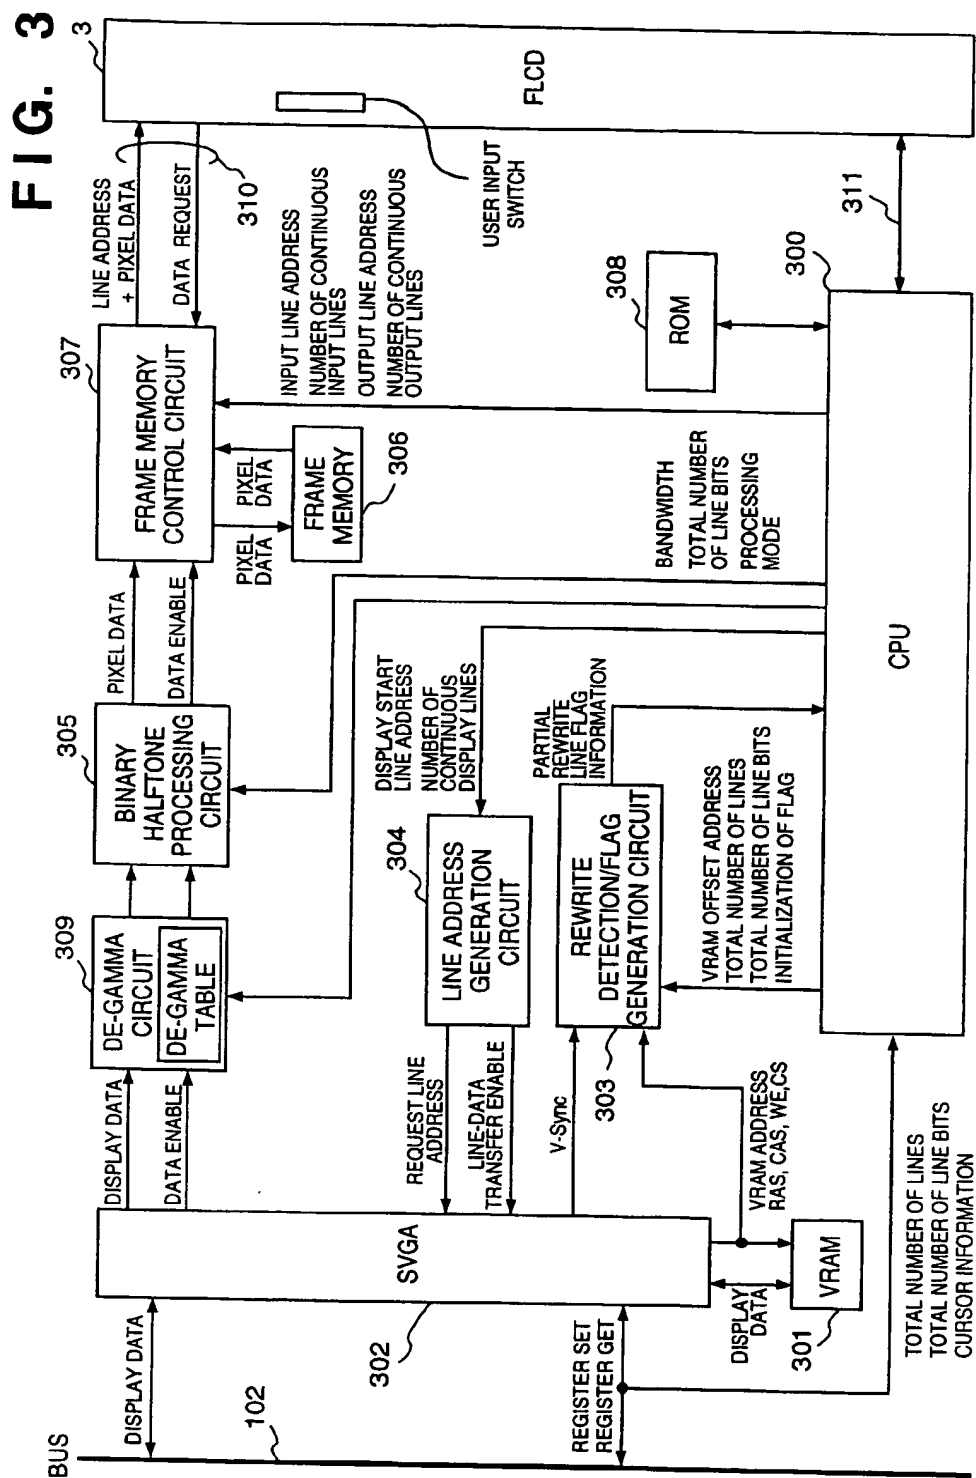 FIG. 3
BUS
102
DISPLAY DATA
REGISTER SET
REGISTER GET
302
SVGA
DISPLAY DATA
VRAM
301
VRAM ADDRESS
RAS, CAS, WE,CS
TOTAL NUMBER OF LINES
TOTAL NUMBER OF LINE BITS
CURSOR INFORMATION
DISPLAY DATA
DATA ENABLE
REQUEST LINE
ADDRESS
LINE-DATA
TRANSFER ENABLE
V-Sync
309
DE-GAMMA
CIRCUIT
DE-GAMMA
TABLE
304
LINE ADDRESS
GENERATION
CIRCUIT
303
REWRITE
DETECTION/FLAG
GENERATION CIRCUIT
VRAM OFFSET ADDRESS
TOTAL NUMBER OF LINES
TOTAL NUMBER OF LINE BITS
INITIALIZATION OF FLAG
305
BINARY
HALFTONE
PROCESSING
CIRCUIT
DISPLAY START
LINE ADDRESS
NUMBER OF
CONTINUOUS
DISPLAY LINES
PARTIAL
REWRITE
LINE FLAG
INFORMATION
PIXEL DATA
DATA ENABLE
307
FRAME MEMORY
CONTROL CIRCUIT
PIXEL
DATA
PIXEL
DATA
FRAME
MEMORY
306
BANDWIDTH
TOTAL NUMBER
OF LINE BITS
PROCESSING
MODE
CPU
300
LINE ADDRESS
+ PIXEL DATA
DATA REQUEST
310
INPUT LINE ADDRESS
NUMBER OF CONTINUOUS
INPUT LINES
OUTPUT LINE ADDRESS
NUMBER OF CONTINUOUS
OUTPUT LINES
308
ROM
USER INPUT
SWITCH
311
3
FLCD